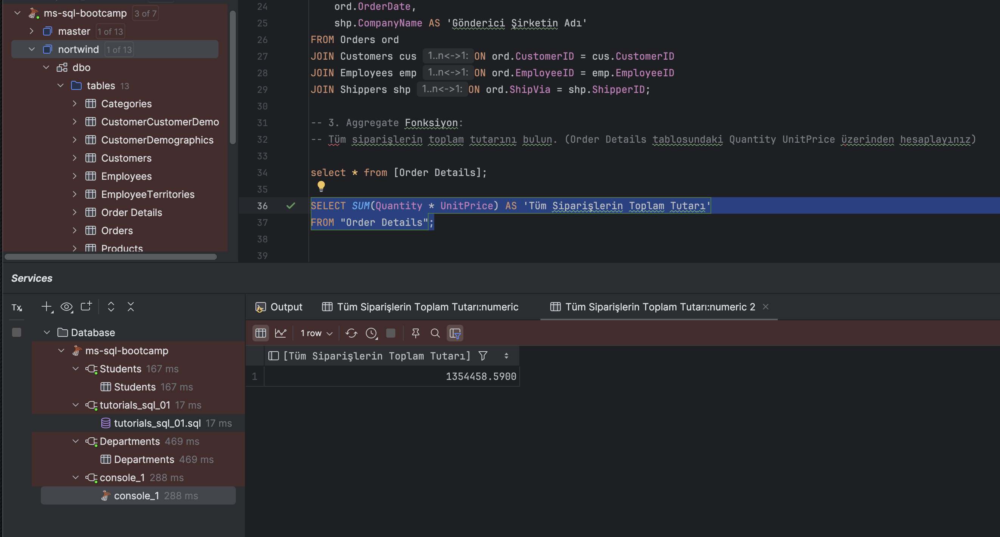 ms-sql-bootcamp 3 of 7
master 1 of 13
nortwind 1 of 13
dbo
tables 13
Categories
CustomerCustomerDemo
CustomerDemographics
Customers
Employees
EmployeeTerritories
Order Details
Orders
Products
24 ord.OrderDate,
25 shp.CompanyName AS 'Gönderici Şirketin Adı'
26 FROM Orders ord
27 JOIN Customers cus 1..n<->1: ON ord.CustomerID = cus.CustomerID
28 JOIN Employees emp 1..n<->1: ON ord.EmployeeID = emp.EmployeeID
29 JOIN Shippers shp 1..n<->1: ON ord.ShipVia = shp.ShipperID;
30
31 -- 3. Aggregate Fonksiyon:
32 -- Tüm siparişlerin toplam tutarını bulun. (Order Details tablosundaki Quantity UnitPrice üzerinden hesaplayınız)
33
34 select * from [Order Details];
35
36 SELECT SUM(Quantity * UnitPrice) AS 'Tüm Siparişlerin Toplam Tutarı'
37 FROM "Order Details";
38
39
Services
Tx
Database
ms-sql-bootcamp
Students 167 ms
Students 167 ms
tutorials_sql_01 17 ms
tutorials_sql_01.sql 17 ms
Departments 469 ms
Departments 469 ms
console_1 288 ms
console_1 288 ms
Output Tüm Siparişlerin Toplam Tutarı:numeric Tüm Siparişlerin Toplam Tutarı:numeric 2
1 row
[Tüm Siparişlerin Toplam Tutarı]
1 1354458.5900